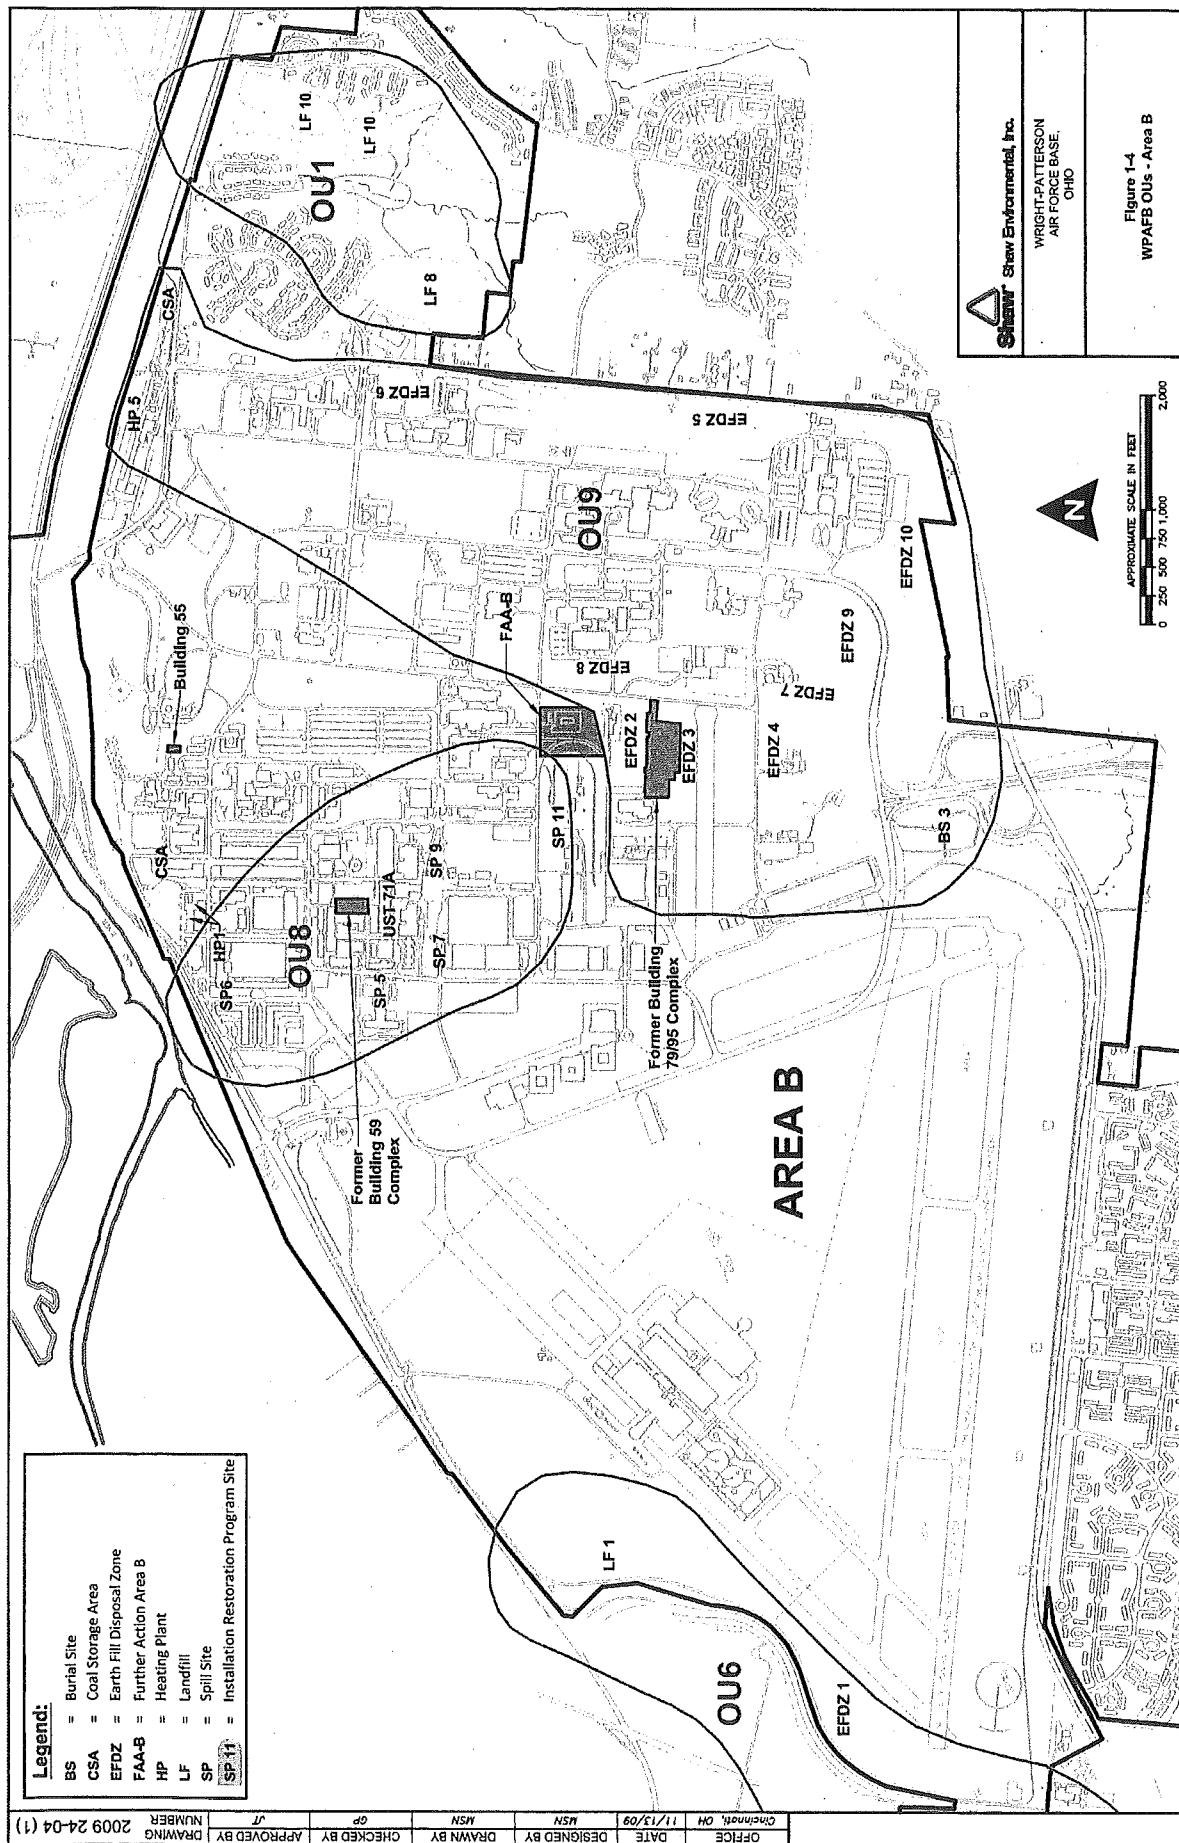 Legend:
BS = Burial Site
CSA = Coal Storage Area
EFDZ = Earth Fill Disposal Zone
FAA-B = Further Action Area B
HP = Heating Plant
LF = Landfill
SP = Spill Site
SP 11 = Installation Restoration Program Site
OU1
LF 10
LF 10
LF 8
CSA
HP 5
EFDZ 6
EFDZ 5
OU9
EFDZ 10
EFDZ 9
Building 55
FAA-B
EFDZ 8
EFDZ 7
EFDZ 2
EFDZ 3
EFDZ 4
BS 3
CSA
HP1
SP6
OU8
UST-71A
SP 9
SP 11
SP 7
SP 5
Former
Building 59
Complex
Former Building
79/95 Complex
AREA B
LF 1
OU6
EFDZ 1
N
APPROXIMATE SCALE IN FEET
0 250 500 750 1,000 2,000
Shaw Shaw Environmental, Inc.
WRIGHT-PATTERSON
AIR FORCE BASE,
OHIO
Figure 1-4
WPAFB OUs - Area B
OFFICE Cincinnati, OH
DATE 11/13/09
DESIGNED BY MSN
DRAWN BY MSN
CHECKED BY GP
APPROVED BY JT
DRAWING
NUMBER 2009 24-04 (1)